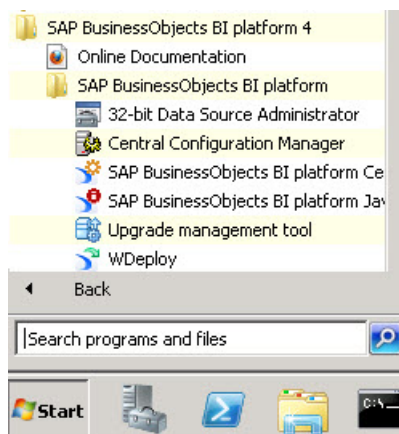 SAP BusinessObjects BI platform 4
Online Documentation
SAP BusinessObjects BI platform
32-bit Data Source Administrator
Central Configuration Manager
SAP BusinessObjects BI platform Ce
SAP BusinessObjects BI platform Jav
Upgrade management tool
WDeploy
Back
Search programs and files
Start
C:\